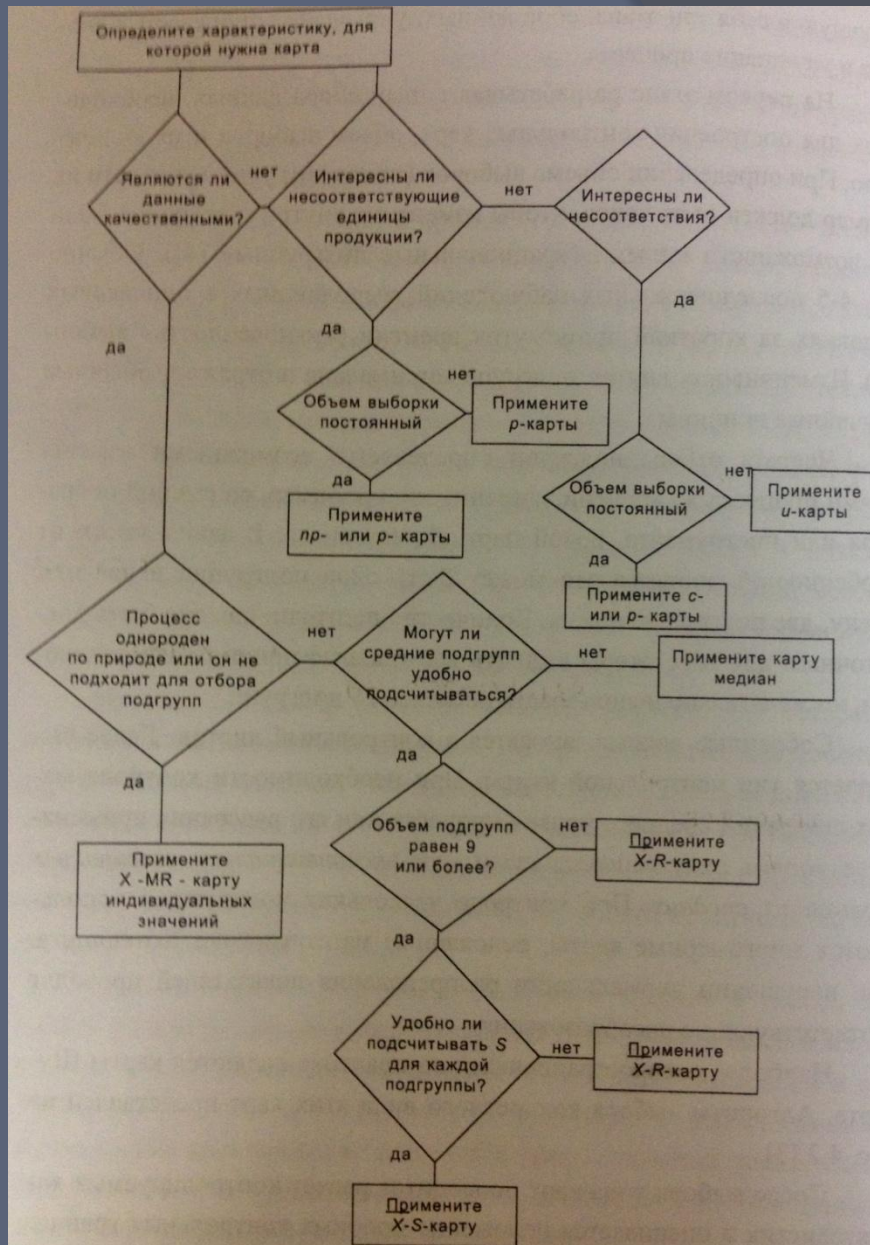 Определите характеристику, для
которой нужна карта
Являются ли
данные
качественными?
нет
Интересны ли
несоответствующие
единицы
продукции?
нет
Интересны ли
несоответствия?
да
да
да
нет
Объем выборки
постоянный
Примените
p-карты
да
Примените
np- или p- карты
Объем выборки
постоянный
нет
Примените
u-карты
да
Примените c-
или p- карты
Процесс
однороден
по природе или он не
подходит для отбора
подгрупп
нет
Могут ли
средние подгрупп
удобно
подсчитываться?
нет
Примените карту
медиан
да
да
Объем подгрупп
равен 9
или более?
нет
Примените
X-R-карту
Примените
X -MR - карту
индивидуальных
значений
да
Удобно ли
подсчитывать S
для каждой
подгруппы?
нет
Примените
X-R-карту
да
Примените
X-S-карту